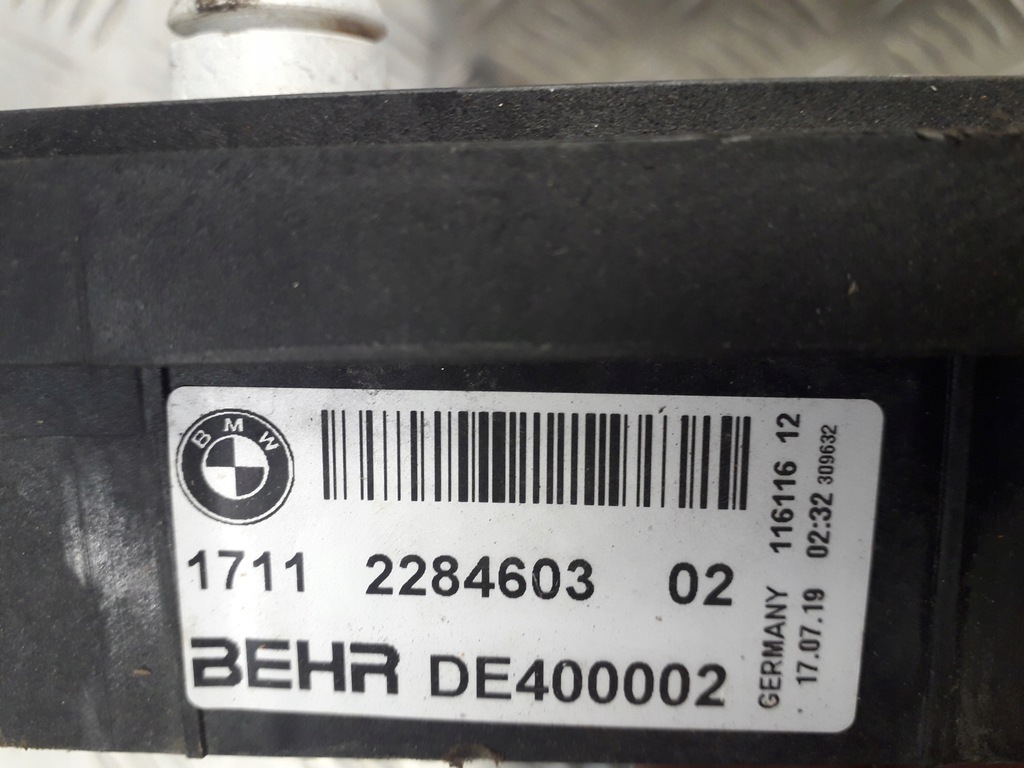 BMW
1711 2284603 02
BEHR DE400002
GERMANY 116116 12
17.07.19 02:32 309632